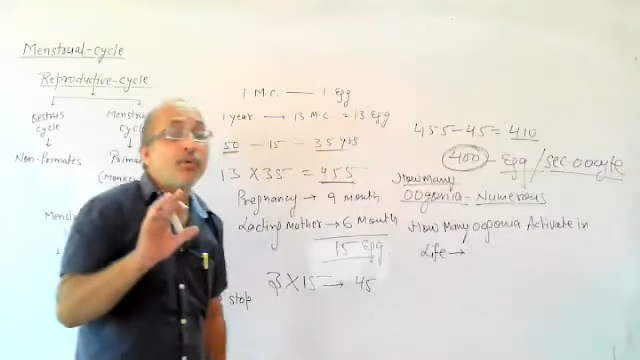 Menstrual-cycle
Reproductive-cycle
Oestrus
cycle
Non-Primates
Menstru
cycle
Prima
(Monke
Menst
stop
1 M.C. —— 1 Egg
1 year → 13 M.C. = 13 Egg
50 - 15 - 35 yrs
13 X 35 = 455
Pregnancy → 9 month
Lacting mother → 6 Month
15 Egg.
3 X 15 → 45
455-45 = 410
400 - Egg/sec.oocyte
How many
oogonia - Numerous
How Many oogonia Activate in
Life →